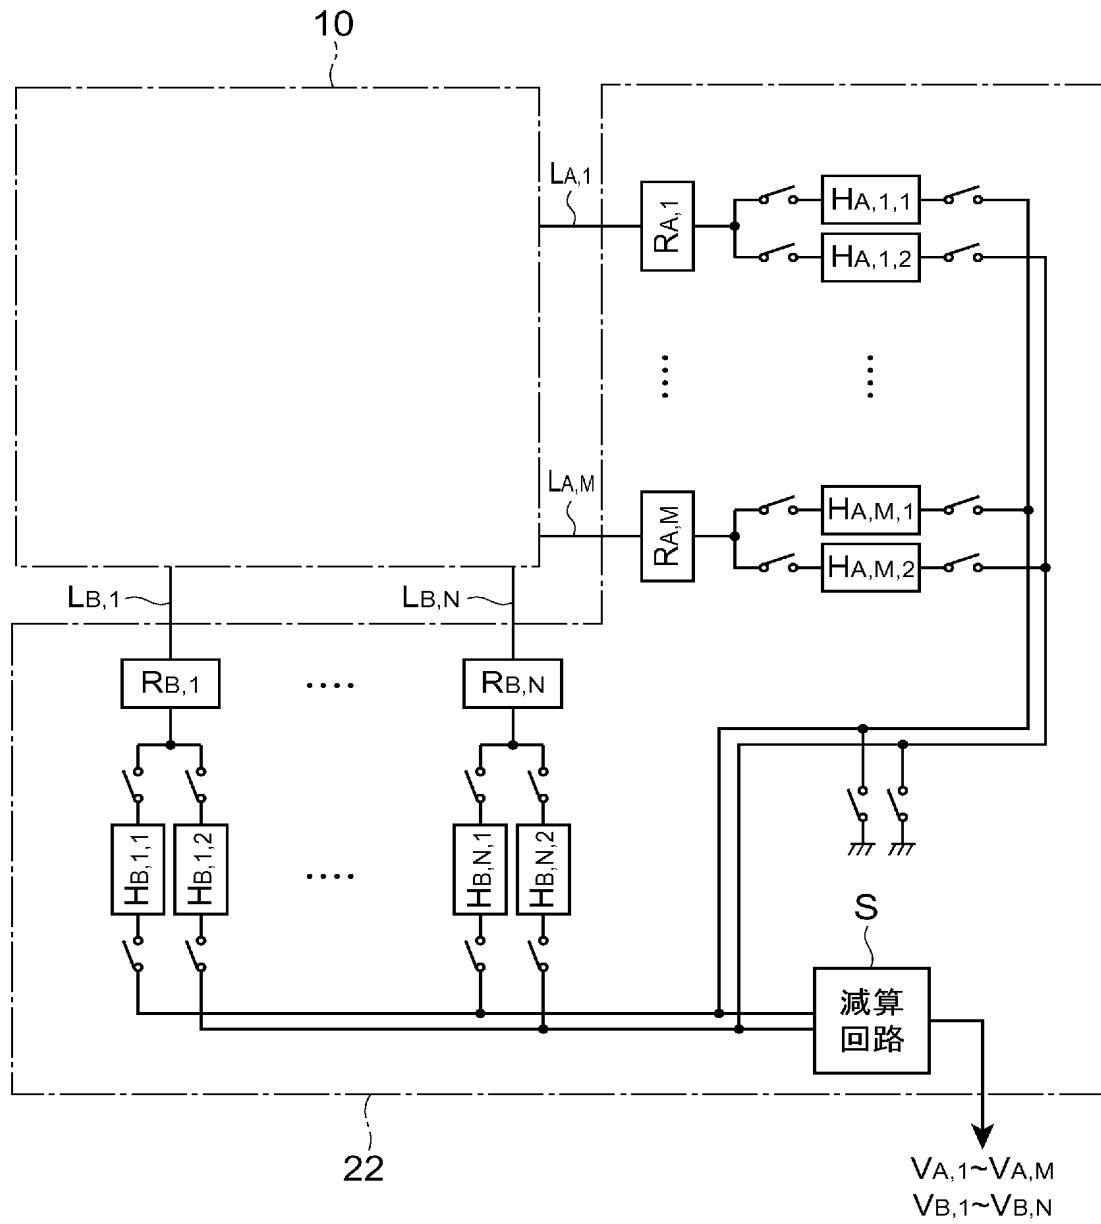 10
LA,1
RA,1
HA,1,1
HA,1,2
LA,M
RA,M
HA,M,1
HA,M,2
LB,1
LB,N
RB,1
RB,N
HB,1,1
HB,1,2
HB,N,1
HB,N,2
S
減算
回路
22
VA,1~VA,M
VB,1~VB,N